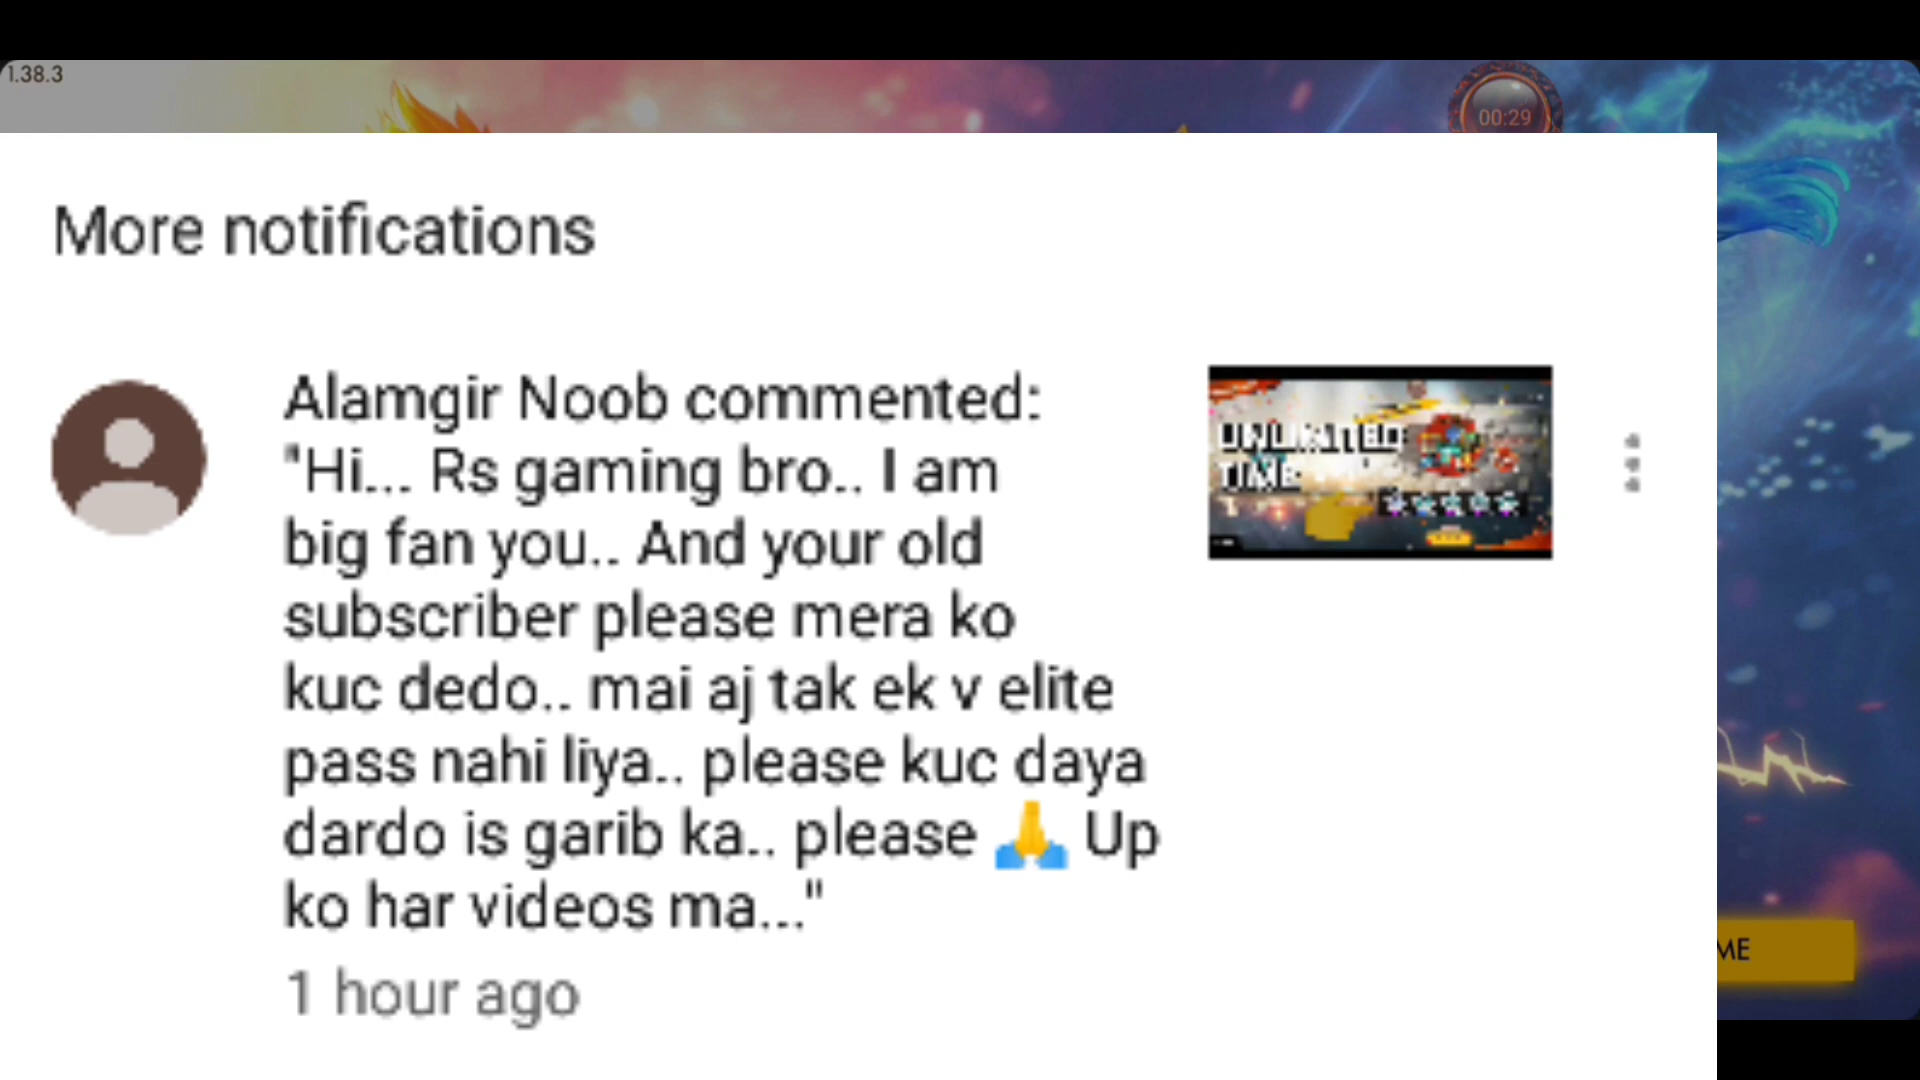 1.38.3
00:29
More notifications
Alamgir Noob commented:
"Hi... Rs gaming bro.. I am
big fan you.. And your old
subscriber please mera ko
kuc dedo.. mai aj tak ek v elite
pass nahi liya.. please kuc daya
dardo is garib ka.. please 🙏 Up
ko har videos ma..."
1 hour ago
UNLIMITED
TIME
ME